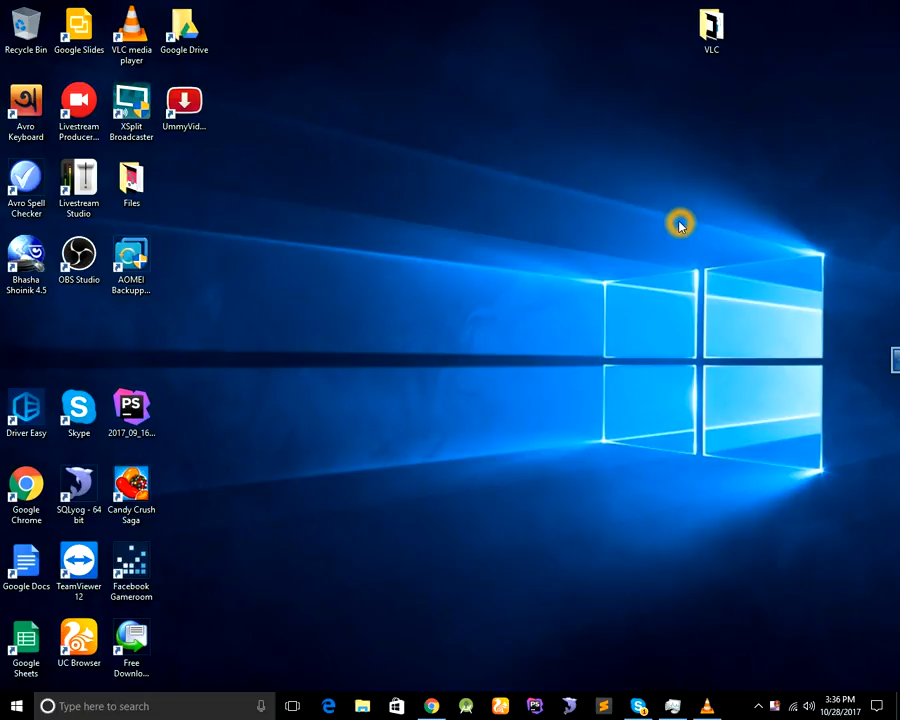 Recycle Bin
Google Slides
VLC media
player
Google Drive
VLC
অ
Avro
Keyboard
Livestream
Producer...
XSplit
Broadcaster
UmmyVid...
Avro Spell
Checker
Livestream
Studio
Files
Bhasha
Shoinik 4.5
OBS Studio
AOMEI
Backupp...
Driver Easy
S
Skype
PS
2017_09_16...
Google
Chrome
SQLyog - 64
bit
Candy Crush
Saga
Google Docs
TeamViewer
12
Facebook
Gameroom
Google
Sheets
UC Browser
Free
Downlo...
Type here to search
PS
3:36 PM
10/28/2017